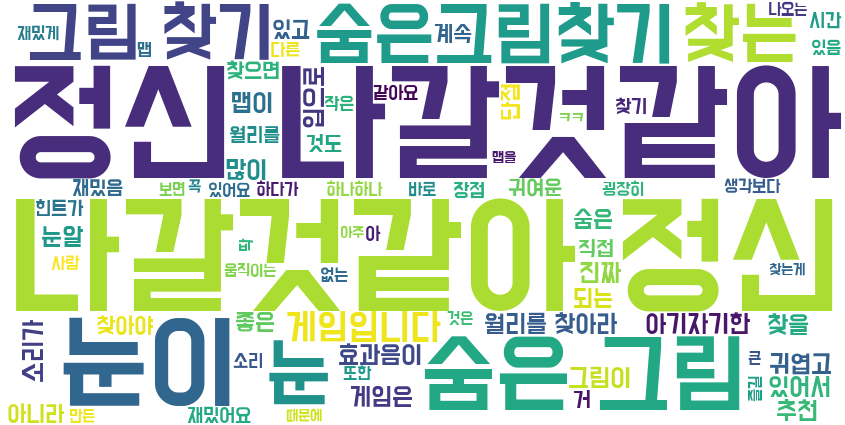 재밌게 그림 찾기 있고 숨은그림찾기 찾는 나오는 시간
맵 다른 계속 있음
찾으면
정신 나갈것같아
맵이 입으로 작은 같아요 단점 찾기
월리를 것도 ㅋㅋ
많이 맵을
재밌음 보면 꼭 있어요 하다가 하나하나 바로 장점 귀여운 굉장히 생각보다
나갈것같아 정신
힌트가 숨은
눈알 아주 아 직접
사람 움직이는 없는 진짜 찾는게
되는
찾아야 좋은 게임입니다 것은 월리를 찾아라 아기자기한 찾을
소리가 눈이 눈 효과음이 숨은그림 큰 귀엽고
소리 또한 그림이 즐길 있어서
게임은 거 추천
아니라 만든 재밌어요 때문에